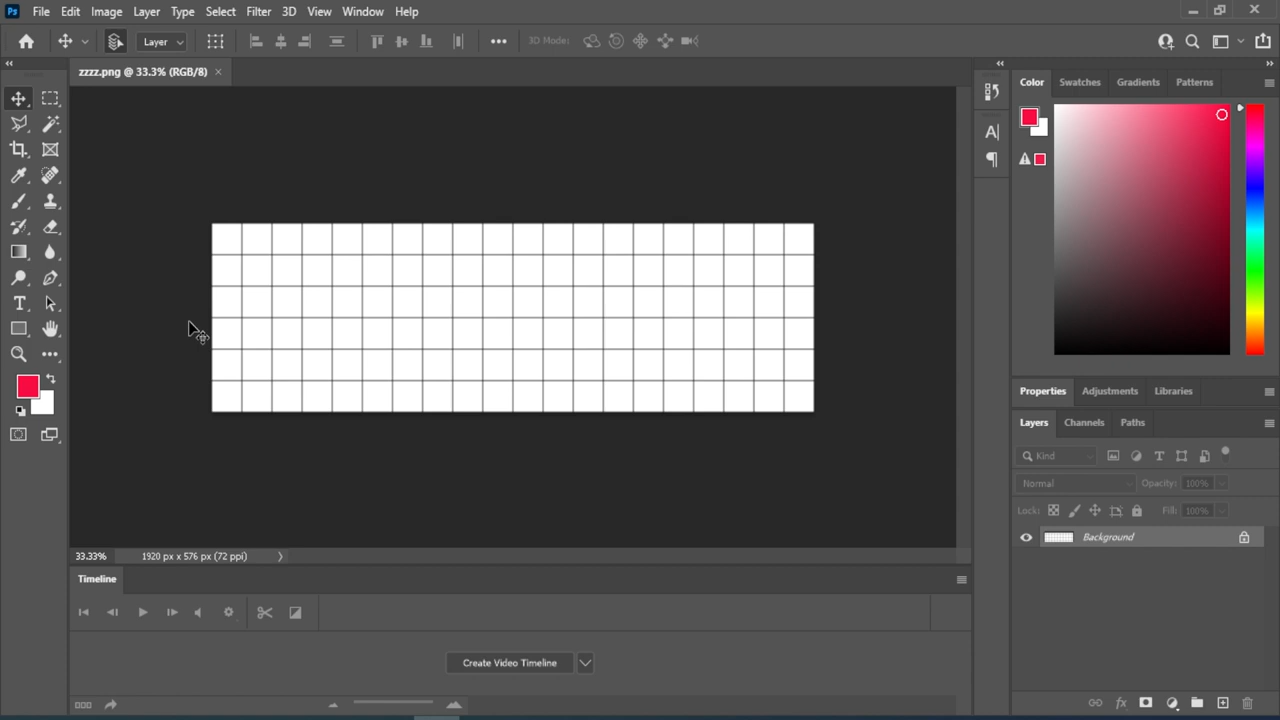 Ps File Edit Image Layer Type Select Filter 3D View Window Help
Layer 3D Mode:
zzzz.png @ 33.3% (RGB/8) ×
Color Swatches Gradients Patterns
Properties Adjustments Libraries
Layers Channels Paths
Kind
Normal Opacity: 100%
Lock: Fill: 100%
Background
33.33% 1920 px x 576 px (72 ppi)
Timeline
Create Video Timeline